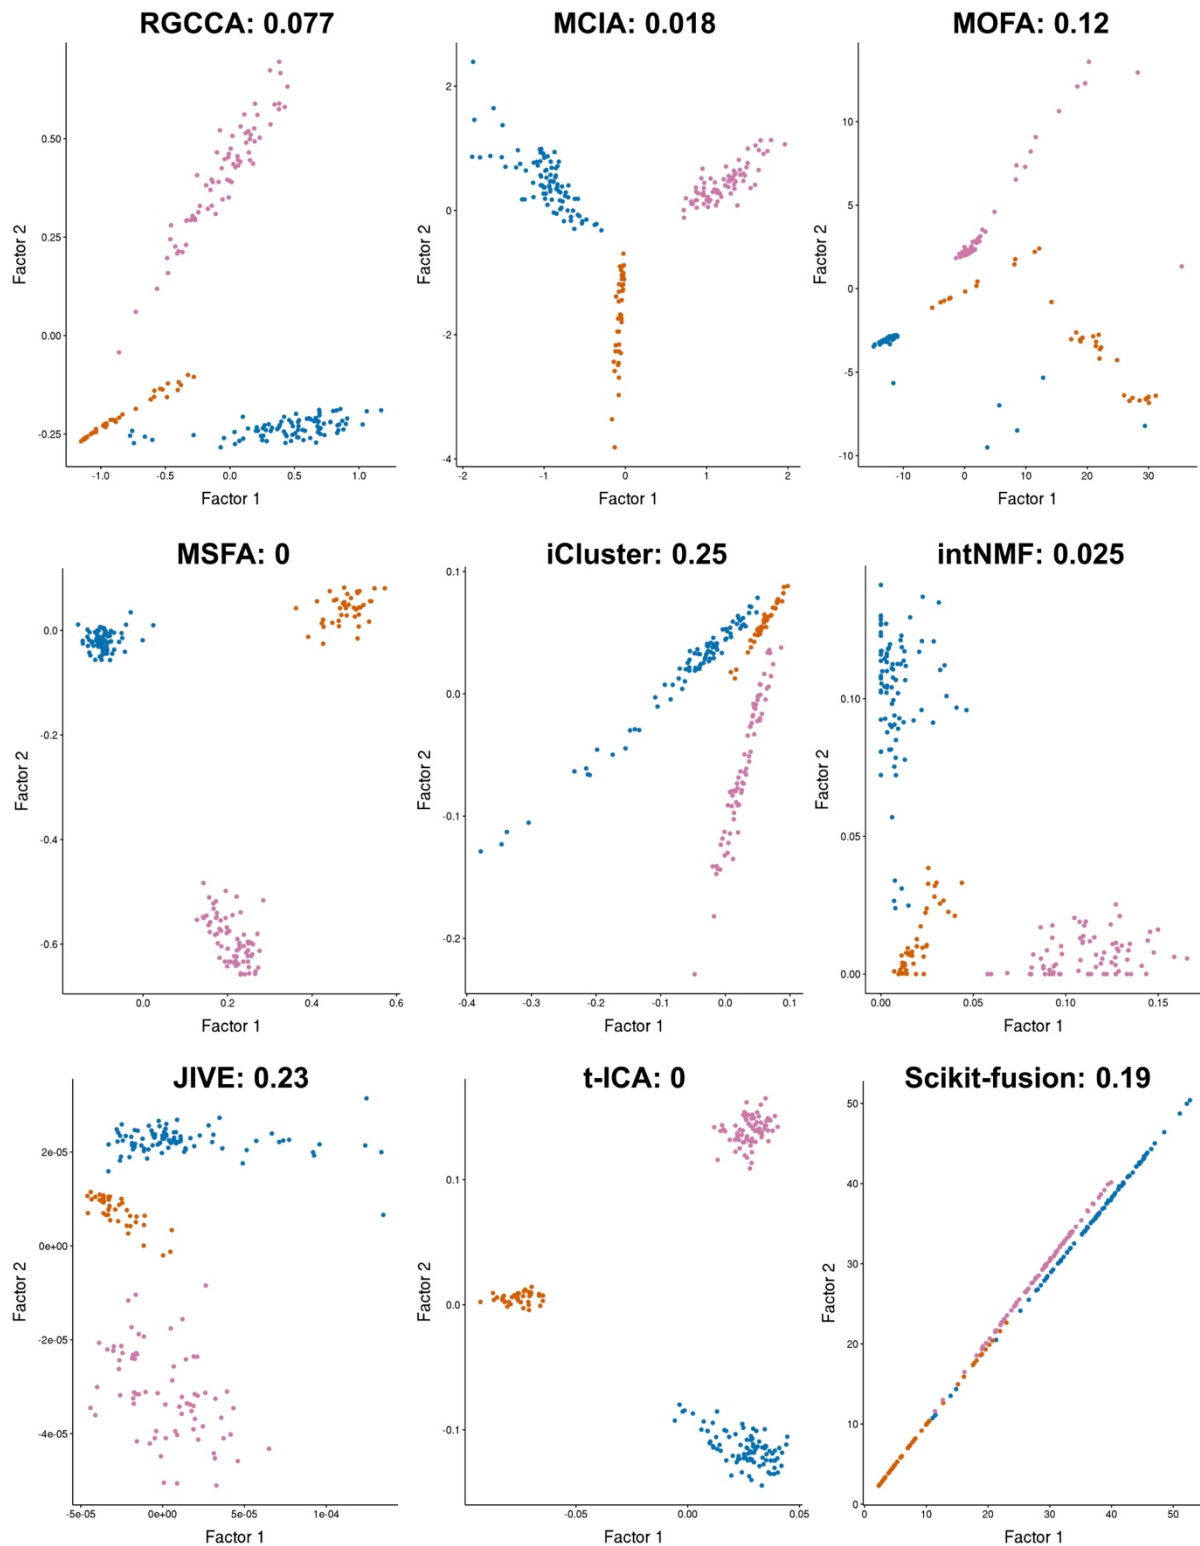 RGCCA: 0.077
MCIA: 0.018
MOFA: 0.12
Factor 2
0.50
0.25
0.00
-0.25
-1.0 -0.5 0.0 0.5 1.0
Factor 1
Factor 2
2
0
-2
-4
-2 -1 0 1 2
Factor 1
Factor 2
10
5
0
-5
-10
-10 0 10 20 30
Factor 1
MSFA: 0
iCluster: 0.25
intNMF: 0.025
Factor 2
0.0
-0.2
-0.4
-0.6
0.0 0.2 0.4 0.6
Factor 1
Factor 2
0.1
0.0
-0.1
-0.2
-0.4 -0.3 -0.2 -0.1 0.0 0.1
Factor 1
Factor 2
0.10
0.05
0.00
0.00 0.05 0.10 0.15
Factor 1
JIVE: 0.23
t-ICA: 0
Scikit-fusion: 0.19
Factor 2
2e-05
0e+00
-2e-05
-4e-05
-5e-05 0e+00 5e-05 1e-04
Factor 1
Factor 2
0.1
0.0
-0.1
-0.05 0.00 0.05
Factor 1
Factor 2
50
40
30
20
10
0
0 10 20 30 40 50
Factor 1